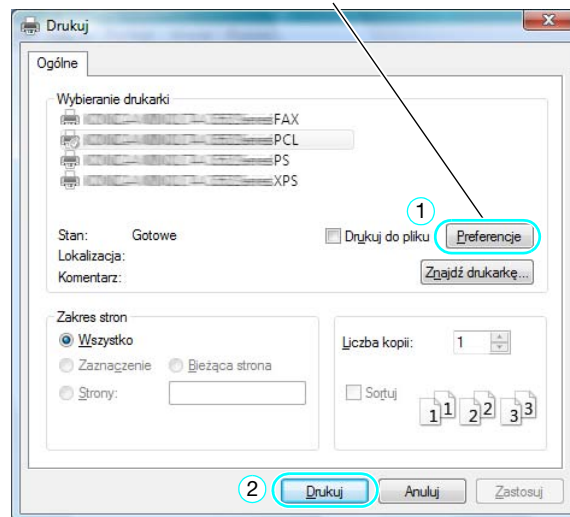 Drukuj
Ogólne
Wybieranie drukarki
FAX
PCL
PS
XPS
1
Stan: Gotowe
Drukuj do pliku Preferencje
Lokalizacja:
Komentarz: Znajdź drukarkę...
Zakres stron
Wszystko
Liczba kopii: 1
Zaznaczenie Bieżąca strona
Strony:
Sortuj
1 1 2 2 3 3
2 Drukuj Anuluj Zastosuj